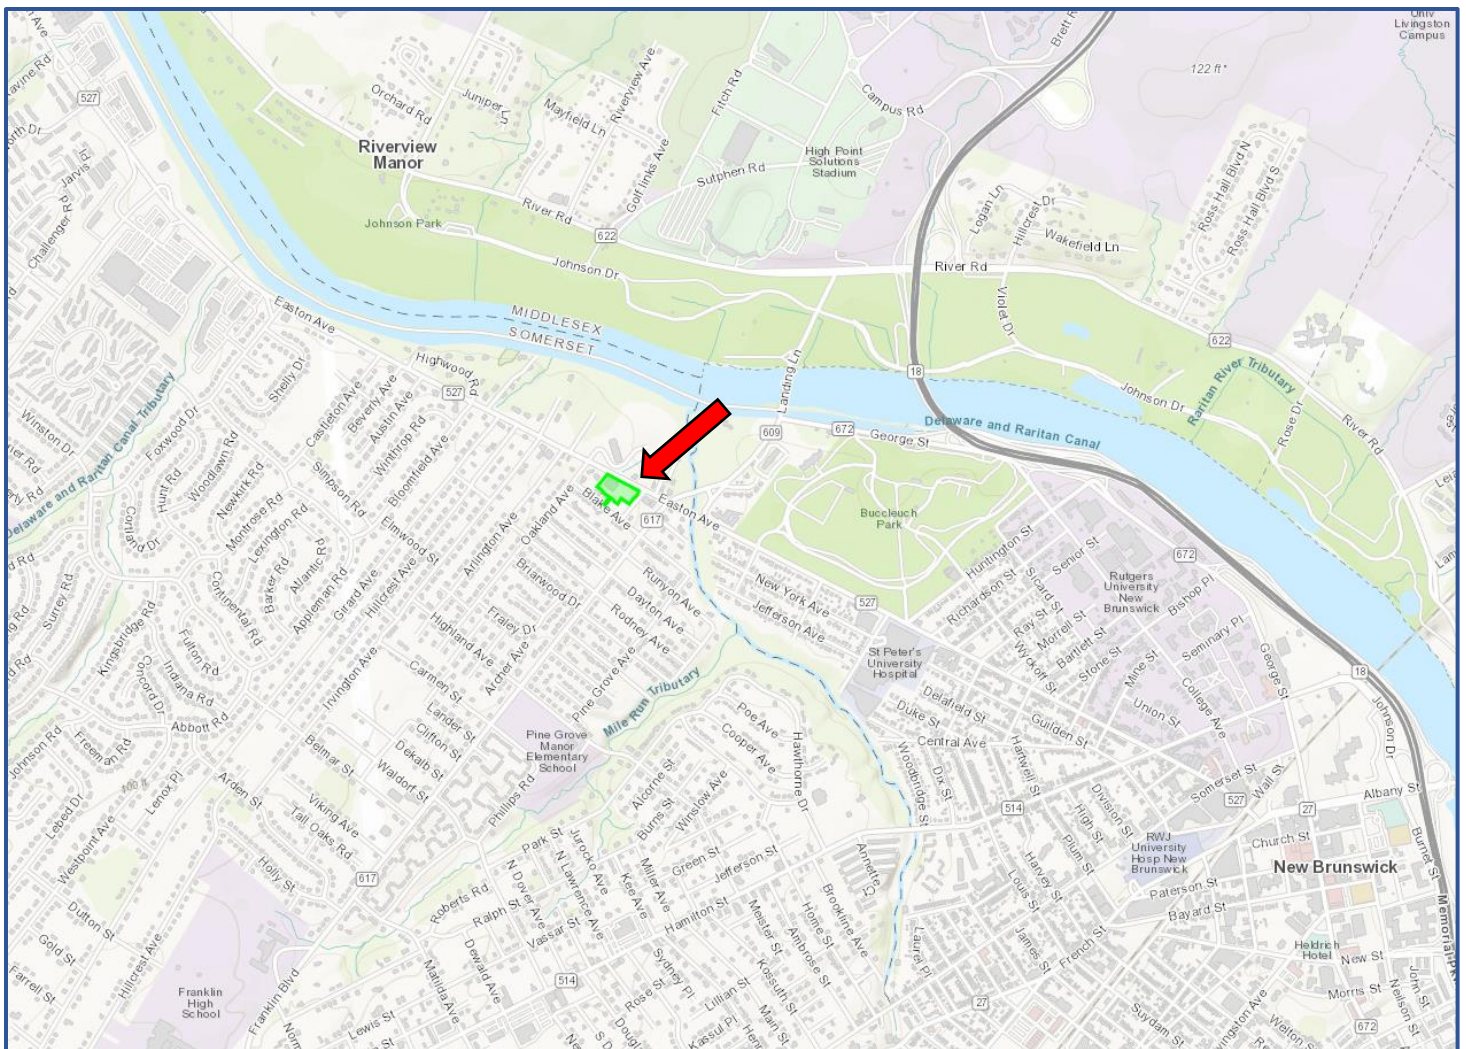 Univ
Livingston
Campus
122 ft
Brett R
Campus Rd
Fitch Rd
Riverview Ave
Juniper Ln
Mayfield Ln
Orchard Rd
527
Jarvis Rd
Challenger Rd
Riverview
Manor
High Point
Solutions
Stadium
Sutphen Rd
Golf links Ave
River Rd
622
Johnson Park
Johnson Dr
Logan Ln
Hillcrest Dr
Wakefield Ln
Ross Hall Blvd N
Ross Hall Blvd S
River Rd
Violet Dr
622
Raritan River Tributary
Johnson Dr
Rose Dr
River Rd
MIDDLESEX
SOMERSET
Landing Ln
18
Easton Ave
Highwood Rd
527
609
672
George St
Delaware and Raritan Canal
Delaware and Raritan Canal Tributary
Winston Dr
Foxwood Dr
Shelly Dr
Castleton Ave
Beverly Ave
Austin Ave
Winthrop Rd
Bloomfield Ave
Hunt Rd
Woodlawn Rd
Newkirk Rd
Montrose Rd
Lexington Rd
Simpson Rd
Cortland Dr
Elmwood St
Arlington Ave
Oakland Ave
Blake Ave
Easton Ave
617
Buccleuch
Park
Surrey Rd
Kingsbridge Rd
Continental Rd
Barker Rd
Atlantic Rd
Appleman Rd
Girard Ave
Hillcrest Ave
Briarwood Dr
Fraley Dr
Highland Ave
Archer Ave
Runyon Ave
Dayton Ave
Rodney Ave
Pine Grove Ave
New York Ave
Jefferson Ave
527
Huntington St
Richardson St
Sicard St
Senior St
672
Rutgers
University
New
Brunswick
Bishop Pl
Seminary Pl
Ray St
Morrell St
Bartlett St
Stone St
Wyckoff St
Mine St
Union St
College Ave
George St
18
Johnson Dr
St Peter's
University
Hospital
Delafield St
Duke St
Guilden St
Central Ave
Fulton Rd
Indiana Rd
Concord Dr
Abbott Rd
Irvington Ave
Carmen St
Lander St
Clifton St
Dekalb St
Waldorf St
Belmar St
Pine Grove
Manor
Elementary
School
Mile Run Tributary
Poe Ave
Cooper Ave
Hawthorne Dr
Woodbridge St
Dix St
Hartwell St
514
Division St
High St
Plum St
Somerset St
527
Wall St
27
Albany St
Johnson Rd
Freeman Rd
Lebed Dr
Lenox Pl
Westpoint Ave
Arden St
Viking Ave
Tall Oaks Rd
Holly St
617
Phillips Rd
Park St
Alcorne St
Burns St
Winslow Ave
Green St
Jefferson St
Annette Ct
RWJ
University
Hosp New
Brunswick
Church St
New Brunswick
Burnet St
Paterson St
Bayard St
Harvey St
Louis St
James St
French St
Dutton St
Gold St
Farrell St
Hillcrest Ave
Roberts Rd
Ralph St
N Dover Ave
Vassar St
N Lawrence Ave
Jurocko Ave
Kee Ave
Miller Ave
Hamilton St
Meister St
Home St
Ambrose St
Brookline Ave
Laurel Pl
Heldrich
Hotel
New St
Franklin
High
School
Franklin Blvd
Dewald Ave
Matilda Ave
Lewis St
514
Sydney Pl
Rose St
Lillian St
Kossuth St
Kassul Pl
Main St
27
Morris St
Suydam St
Neilson St
John St
672
Welton St